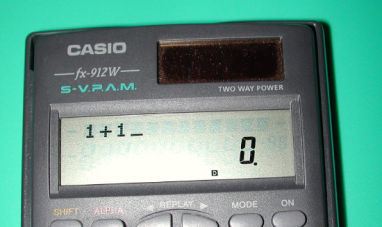 CASIO
fx-912W
S-V.P.A.M.
TWO WAY POWER
1+1_
0.
D
SHIFT ALPHA ◀ REPLAY ▶ MODE ON